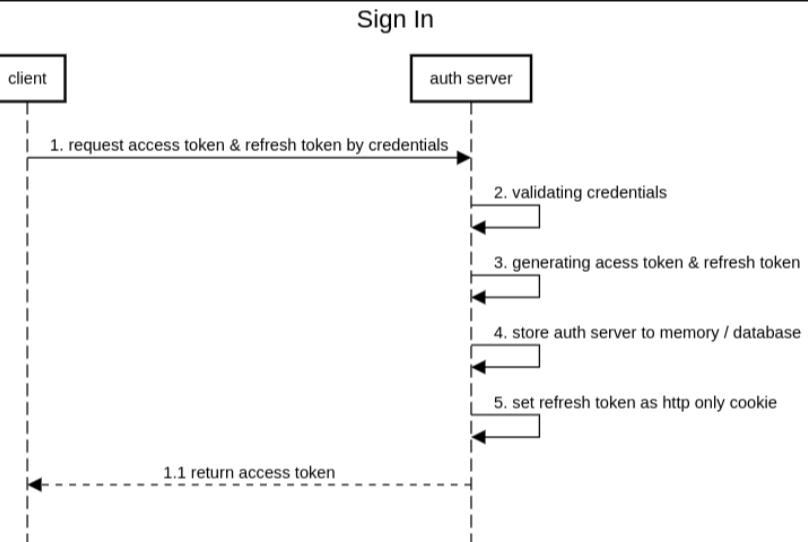 Sign In
client
auth server
1. request access token & refresh token by credentials
2. validating credentials
3. generating acess token & refresh token
4. store auth server to memory / database
5. set refresh token as http only cookie
1.1 return access token